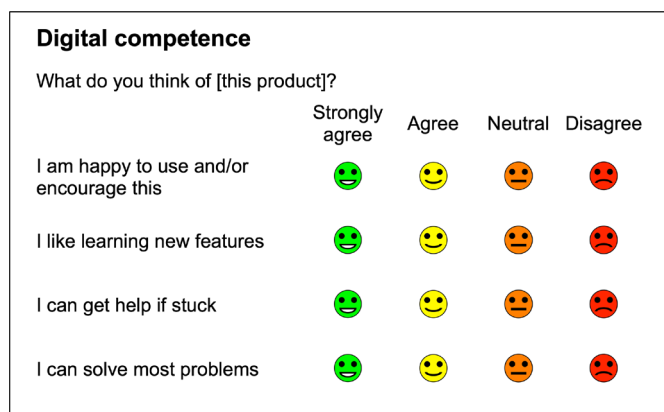 Digital competence
What do you think of [this product]?
Strongly
agree
Agree
Neutral
Disagree
I am happy to use and/or
encourage this
I like learning new features
I can get help if stuck
I can solve most problems